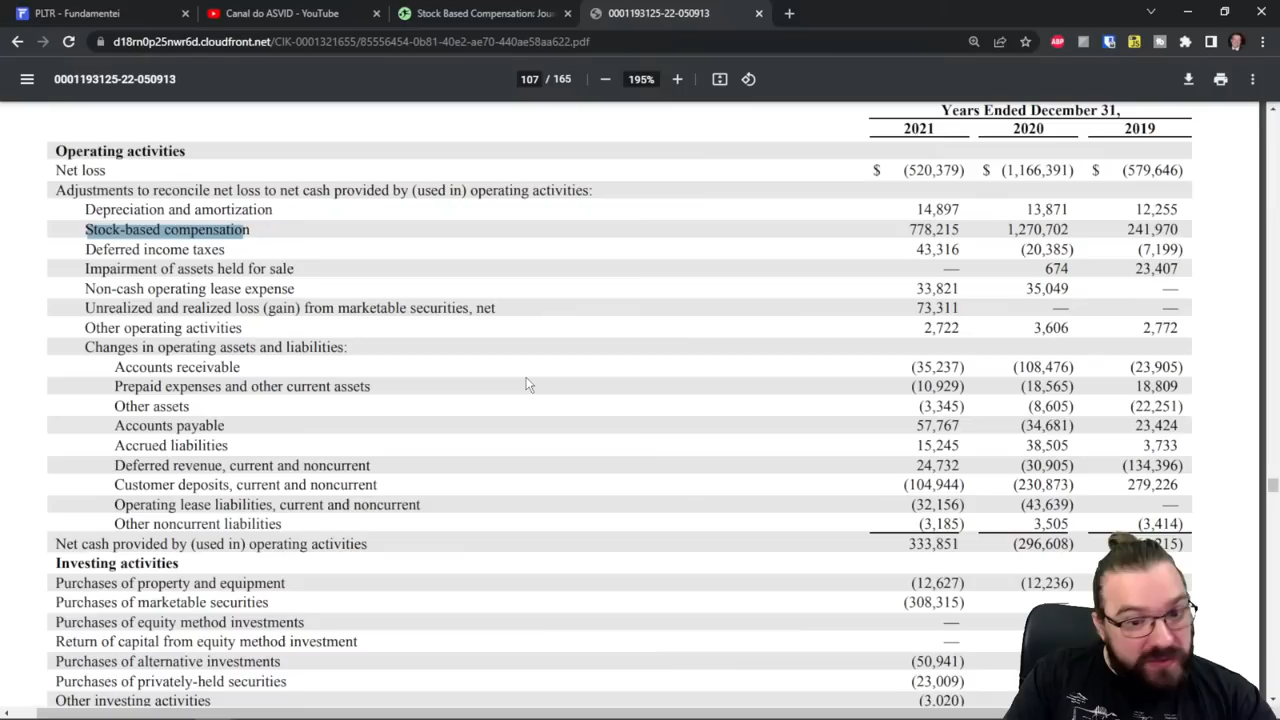 PLTR - Fundamentei
Canal do ASVID - YouTube
Stock Based Compensation: Jou
0001193125-22-050913
d18rn0p25nwr6d.cloudfront.net/CIK-0001321655/85556454-0b81-40e2-ae70-440ae58aa622.pdf
0001193125-22-050913
107 / 165
195%
Years Ended December 31,
2021 2020 2019
Operating activities
Net loss $ (520,379) $ (1,166,391) $ (579,646)
Adjustments to reconcile net loss to net cash provided by (used in) operating activities:
Depreciation and amortization 14,897 13,871 12,255
Stock-based compensation 778,215 1,270,702 241,970
Deferred income taxes 43,316 (20,385) (7,199)
Impairment of assets held for sale — 674 23,407
Non-cash operating lease expense 33,821 35,049 —
Unrealized and realized loss (gain) from marketable securities, net 73,311 — —
Other operating activities 2,722 3,606 2,772
Changes in operating assets and liabilities:
Accounts receivable (35,237) (108,476) (23,905)
Prepaid expenses and other current assets (10,929) (18,565) 18,809
Other assets (3,345) (8,605) (22,251)
Accounts payable 57,767 (34,681) 23,424
Accrued liabilities 15,245 38,505 3,733
Deferred revenue, current and noncurrent 24,732 (30,905) (134,396)
Customer deposits, current and noncurrent (104,944) (230,873) 279,226
Operating lease liabilities, current and noncurrent (32,156) (43,639) —
Other noncurrent liabilities (3,185) 3,505 (3,414)
Net cash provided by (used in) operating activities 333,851 (296,608)
Investing activities
Purchases of property and equipment (12,627) (12,236)
Purchases of marketable securities (308,315)
Purchases of equity method investments —
Return of capital from equity method investment —
Purchases of alternative investments (50,941)
Purchases of privately-held securities (23,009)
Other investing activities (3,020)